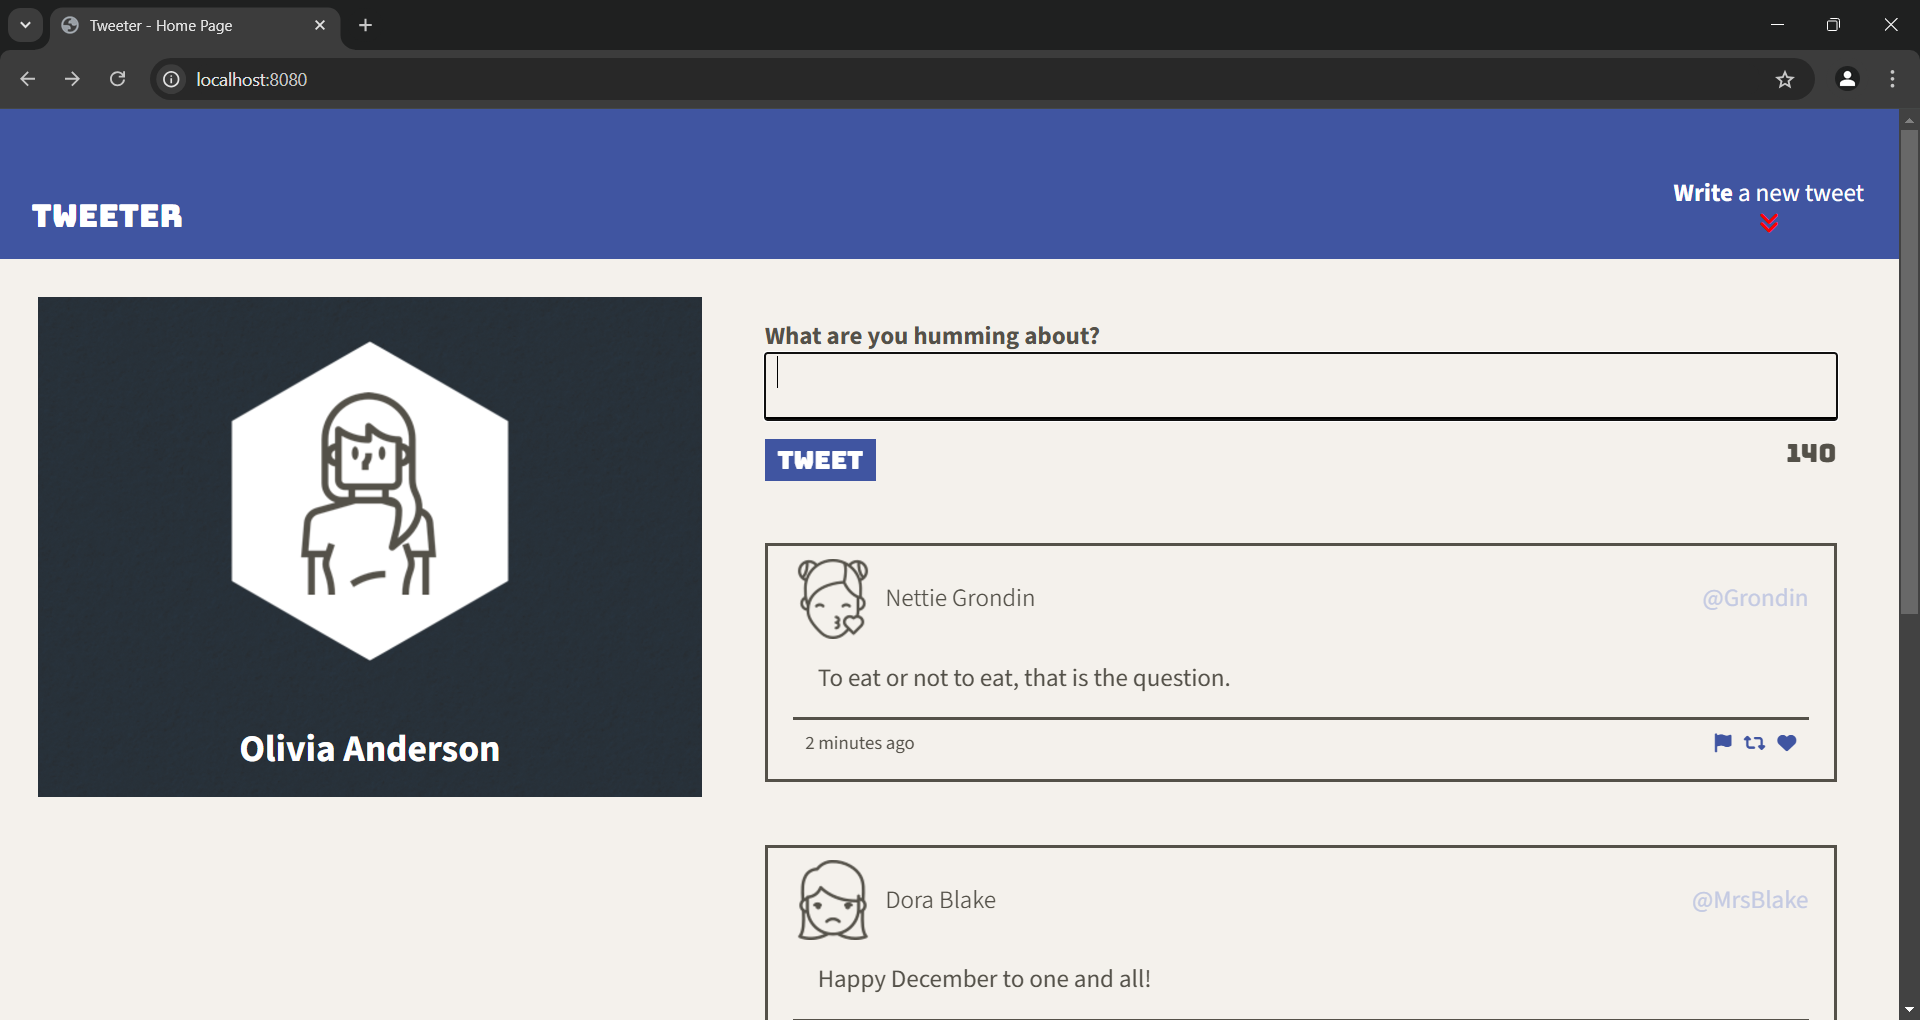 Tweeter - Home Page
localhost:8080
TWEETER
Write a new tweet
Olivia Anderson
What are you humming about?
TWEET
140
Nettie Grondin
@Grondin
To eat or not to eat, that is the question.
2 minutes ago
Dora Blake
@MrsBlake
Happy December to one and all!